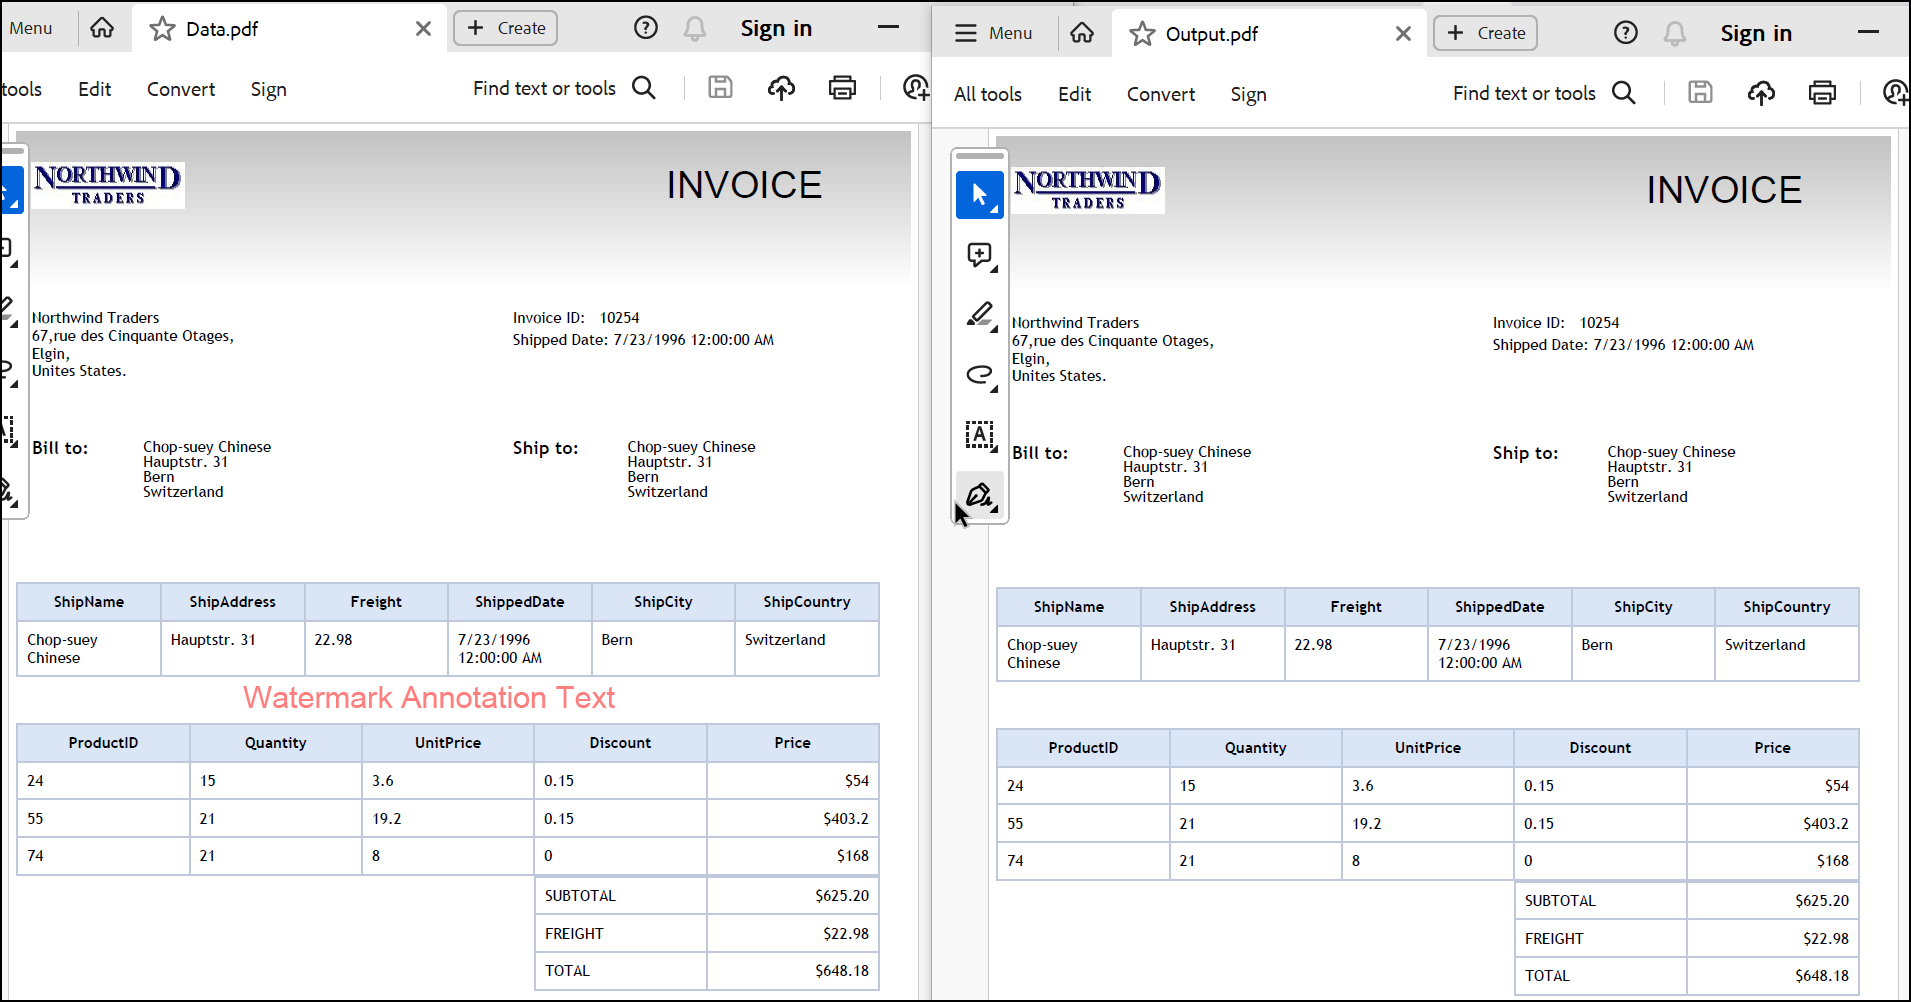 Menu
Data.pdf
Create
Sign in
tools
Edit
Convert
Sign
Find text or tools
NORTHWIND
TRADERS
INVOICE
Northwind Traders
67,rue des Cinquante Otages,
Elgin,
Unites States.
Invoice ID: 10254
Shipped Date: 7/23/1996 12:00:00 AM
Bill to:
Chop-suey Chinese
Hauptstr. 31
Bern
Switzerland
Ship to:
Chop-suey Chinese
Hauptstr. 31
Bern
Switzerland
ShipName ShipAddress Freight ShippedDate ShipCity ShipCountry
Chop-suey Hauptstr. 31 22.98 7/23/1996 Bern Switzerland
Chinese 12:00:00 AM
Watermark Annotation Text
ProductID Quantity UnitPrice Discount Price
24 15 3.6 0.15 $54
55 21 19.2 0.15 $403.2
74 21 8 0 $168
SUBTOTAL $625.20
FREIGHT $22.98
TOTAL $648.18
Menu
Output.pdf
Create
Sign in
All tools
Edit
Convert
Sign
Find text or tools
NORTHWIND
TRADERS
INVOICE
Northwind Traders
67,rue des Cinquante Otages,
Elgin,
Unites States.
Invoice ID: 10254
Shipped Date: 7/23/1996 12:00:00 AM
Bill to:
Chop-suey Chinese
Hauptstr. 31
Bern
Switzerland
Ship to:
Chop-suey Chinese
Hauptstr. 31
Bern
Switzerland
ShipName ShipAddress Freight ShippedDate ShipCity ShipCountry
Chop-suey Hauptstr. 31 22.98 7/23/1996 Bern Switzerland
Chinese 12:00:00 AM
ProductID Quantity UnitPrice Discount Price
24 15 3.6 0.15 $54
55 21 19.2 0.15 $403.2
74 21 8 0 $168
SUBTOTAL $625.20
FREIGHT $22.98
TOTAL $648.18